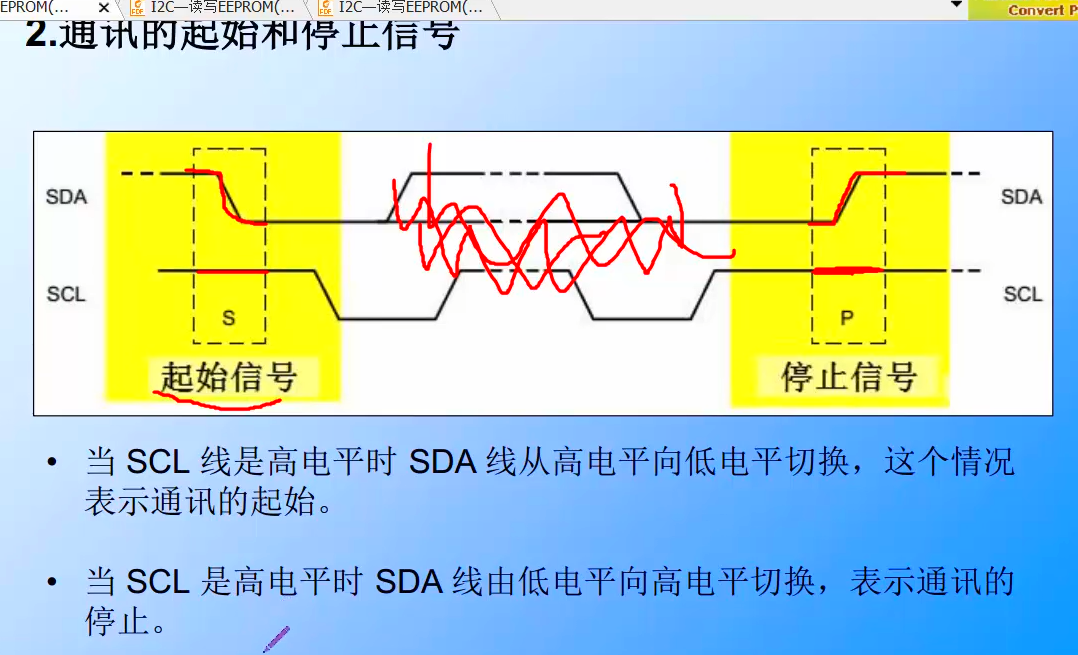 EPROM(...
I2C—读写EEPROM(...
I2C—读写EEPROM(...
Convert P
2.通讯的起始和停止信号
SDA
SDA
SCL
SCL
S
P
起始信号
停止信号
• 当 SCL 线是高电平时 SDA 线从高电平向低电平切换，这个情况
表示通讯的起始。
• 当 SCL 是高电平时 SDA 线由低电平向高电平切换，表示通讯的
停止。